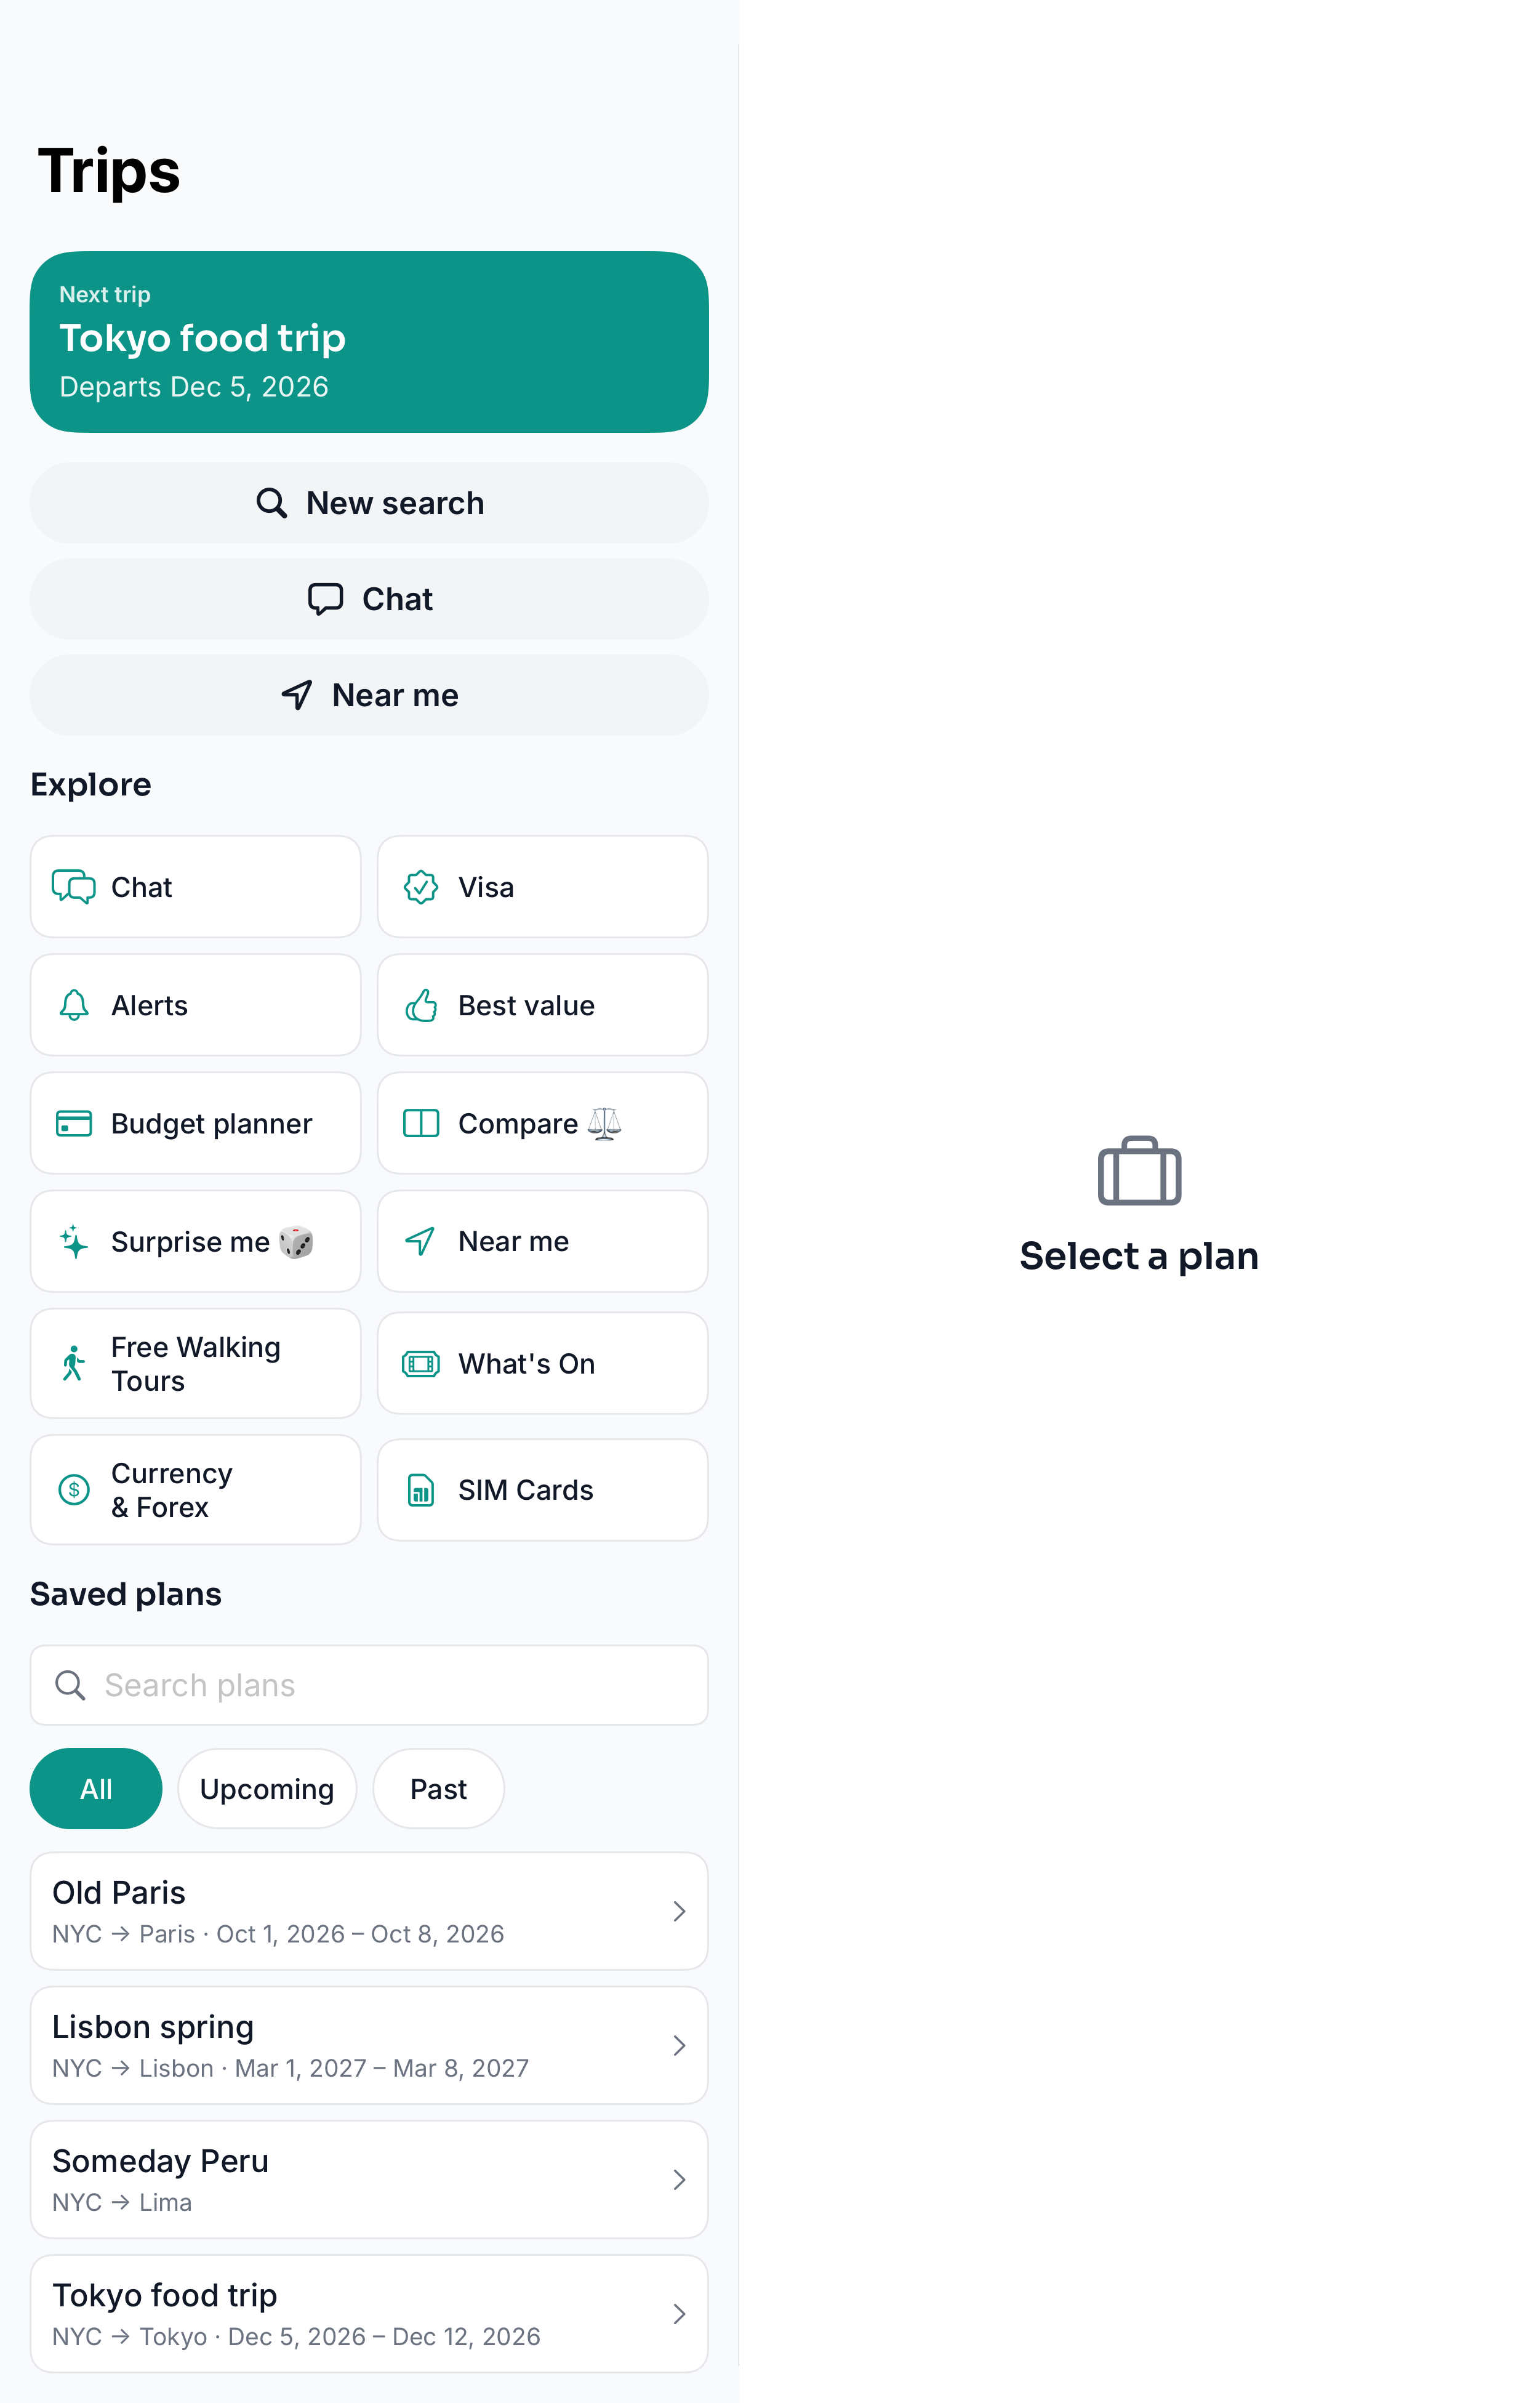 Trips
Next trip
Tokyo food trip
Departs Dec 5, 2026
New search
Chat
Near me
Explore
Chat
Visa
Alerts
Best value
Budget planner
Compare ⚖️
Surprise me 🎲
Near me
Free Walking
Tours
What's On
Currency
& Forex
SIM Cards
Saved plans
Search plans
All
Upcoming
Past
Old Paris
NYC → Paris · Oct 1, 2026 – Oct 8, 2026
Lisbon spring
NYC → Lisbon · Mar 1, 2027 – Mar 8, 2027
Someday Peru
NYC → Lima
Tokyo food trip
NYC → Tokyo · Dec 5, 2026 – Dec 12, 2026
Select a plan